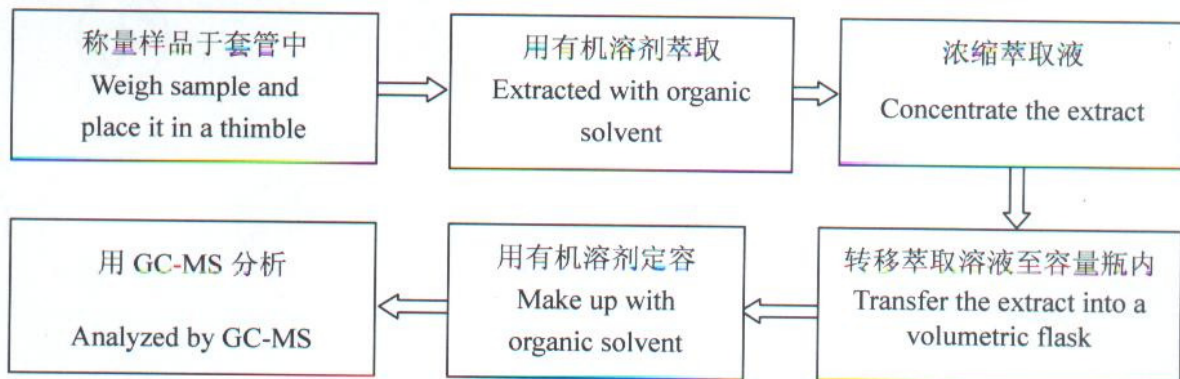 称量样品于套管中
Weigh sample and
place it in a thimble
用有机溶剂萃取
Extracted with organic
solvent
浓缩萃取液
Concentrate the extract
转移萃取溶液至容量瓶内
Transfer the extract into a
volumetric flask
用有机溶剂定容
Make up with
organic solvent
用 GC-MS 分析
Analyzed by GC-MS